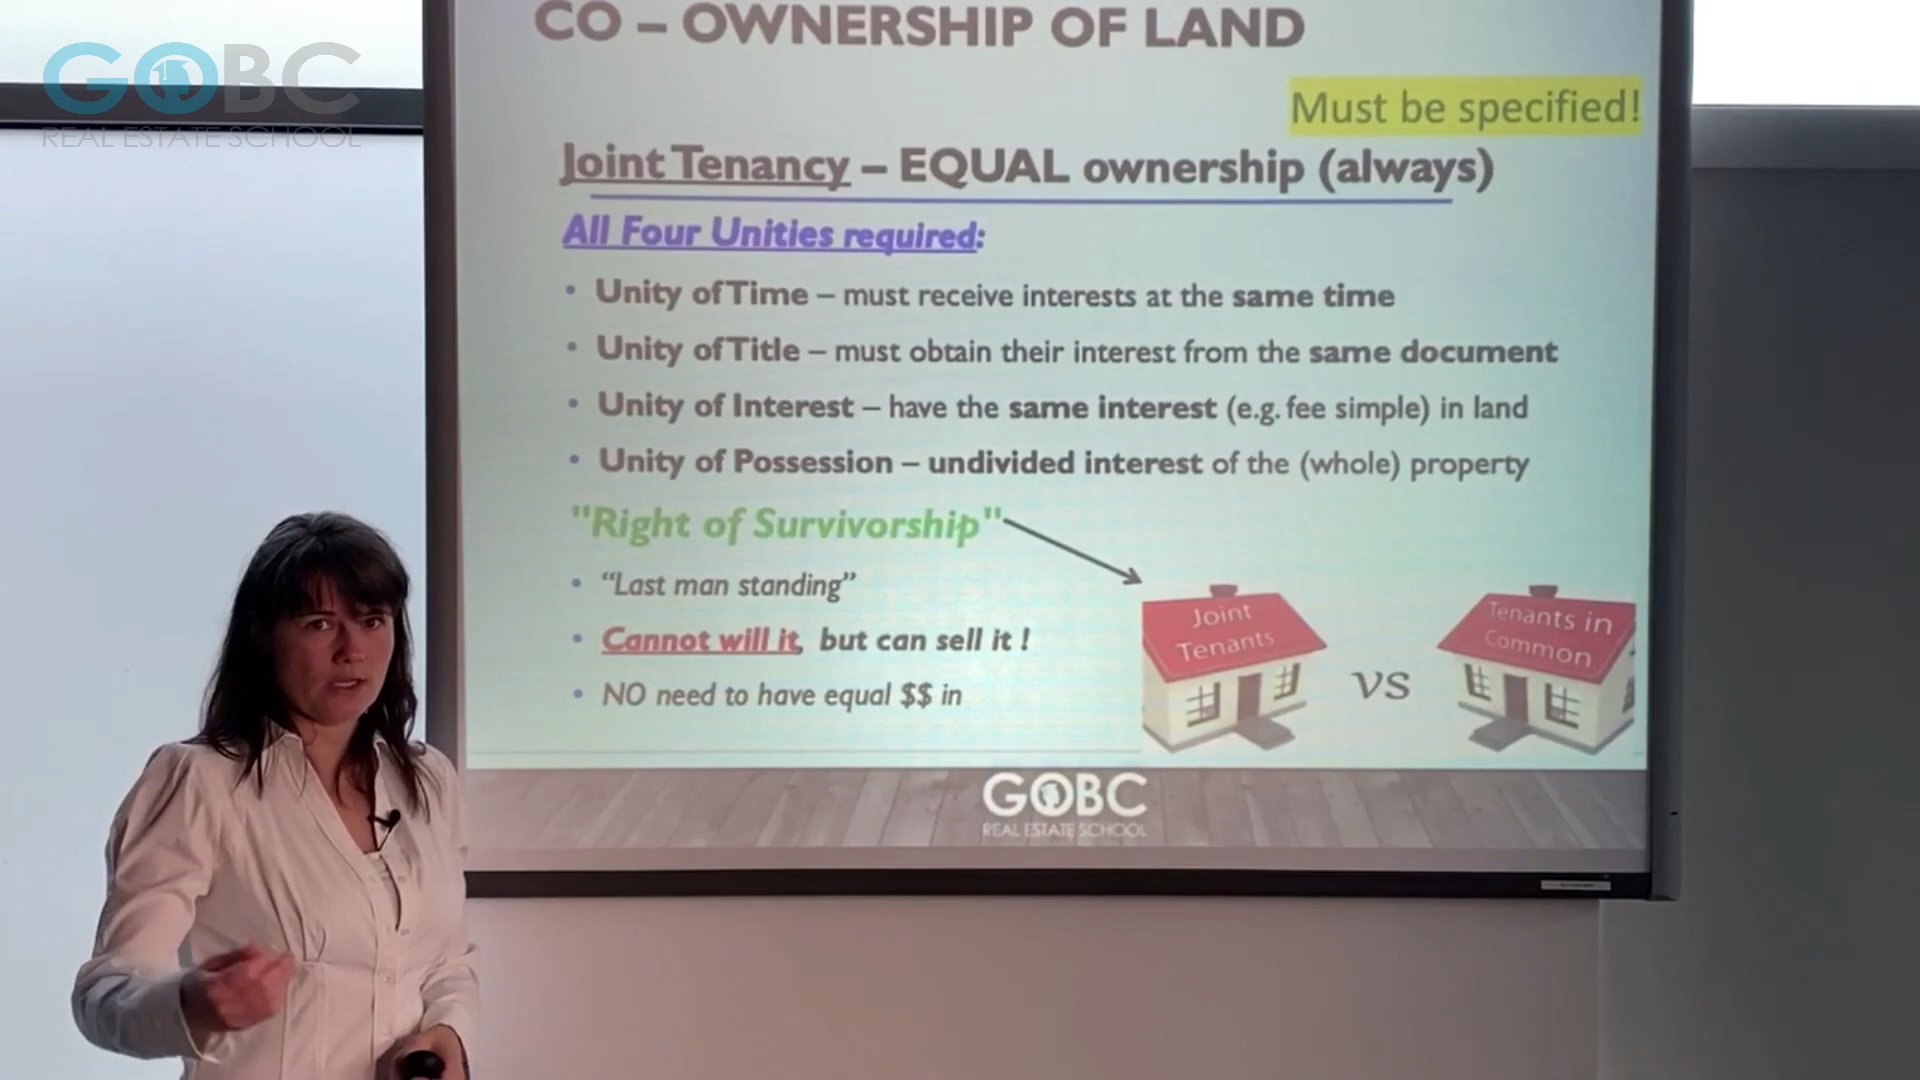 GOBC
REAL ESTATE SCHOOL
CO – OWNERSHIP OF LAND
Must be specified!
Joint Tenancy – EQUAL ownership (always)
All Four Unities required:
• Unity of Time – must receive interests at the same time
• Unity of Title – must obtain their interest from the same document
• Unity of Interest – have the same interest (e.g. fee simple) in land
• Unity of Possession – undivided interest of the (whole) property
"Right of Survivorship"
• “Last man standing”
• Cannot will it, but can sell it !
• NO need to have equal $$ in
Joint
Tenants
vs
Tenants in
Common
GOBC
REAL ESTATE SCHOOL